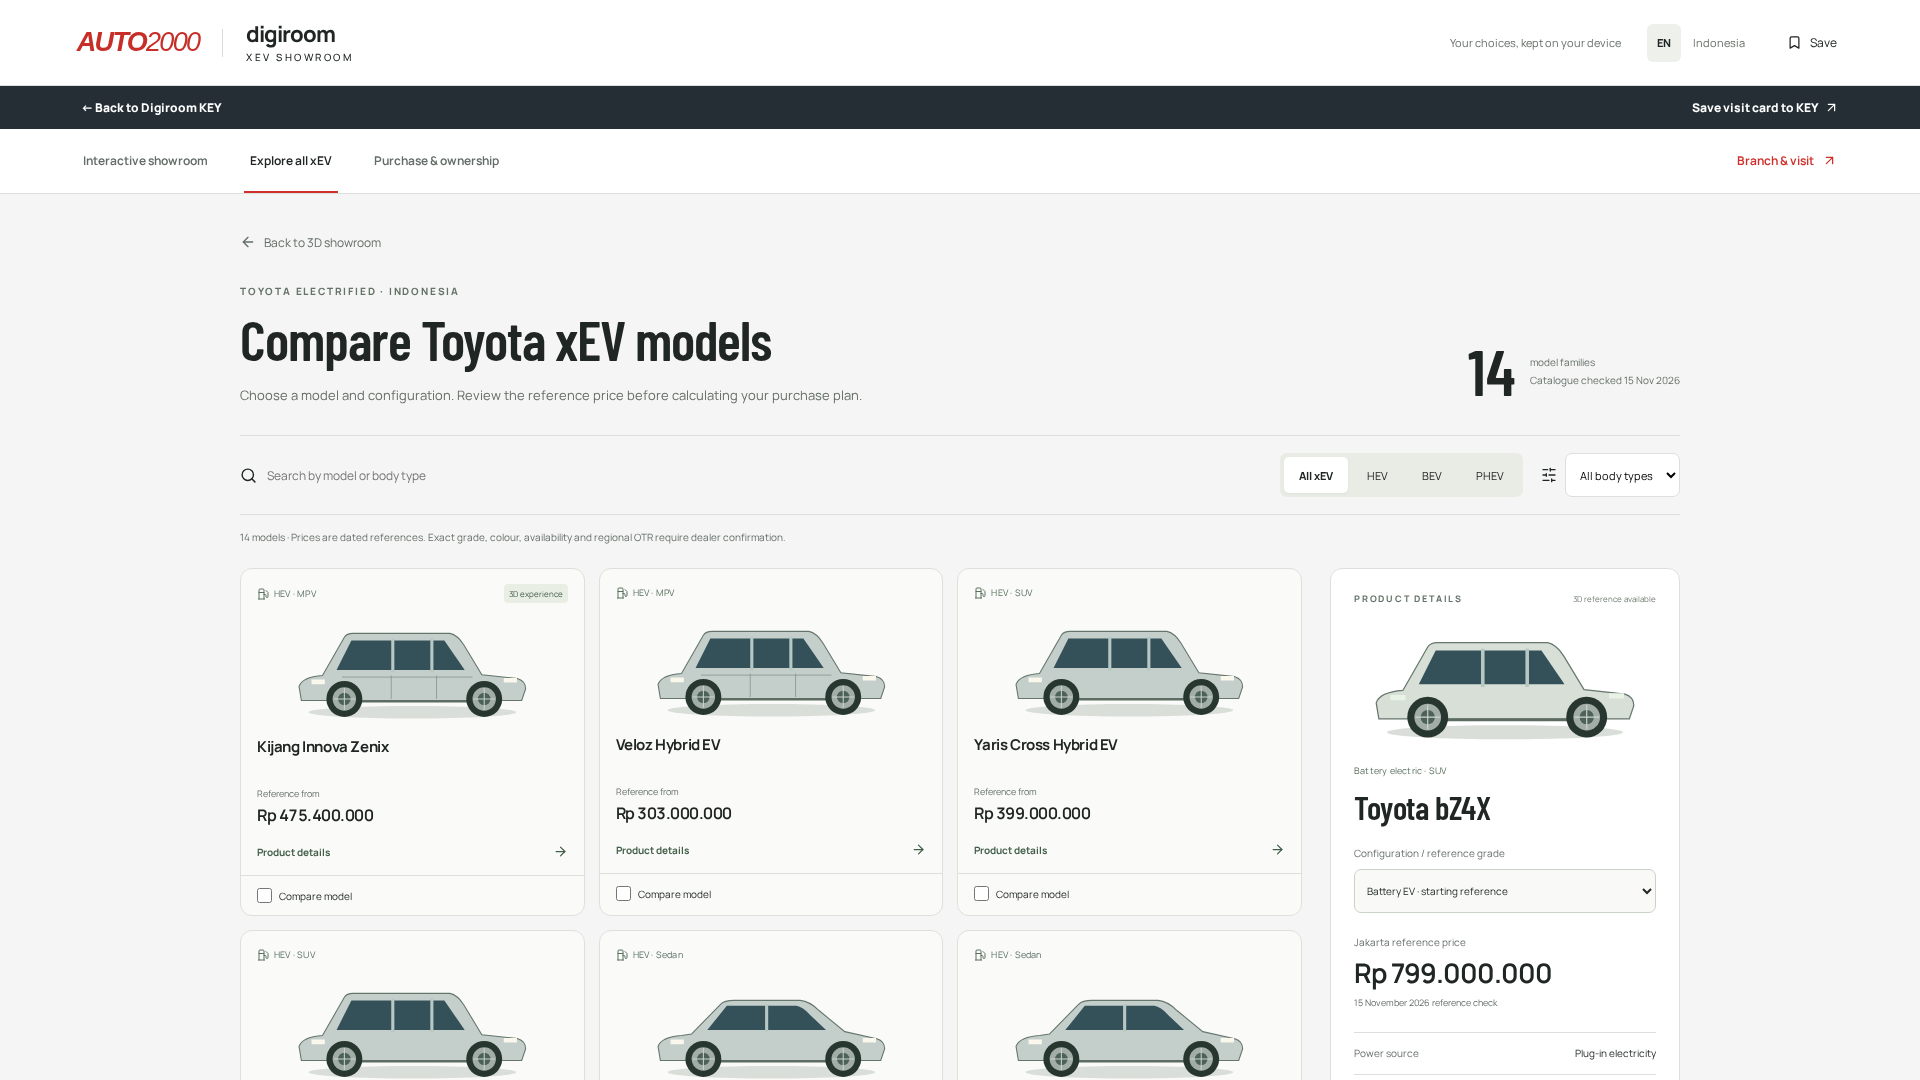 AUTO2000
digiroom
XEV SHOWROOM
Your choices, kept on your device
EN
Indonesia
Save
← Back to Digiroom KEY
Save visit card to KEY
Interactive showroom
Explore all xEV
Purchase & ownership
Branch & visit
Back to 3D showroom
TOYOTA ELECTRIFIED · INDONESIA
Compare Toyota xEV models
Choose a model and configuration. Review the reference price before calculating your purchase plan.
14
model families
Catalogue checked 15 Nov 2026
Search by model or body type
All xEV
HEV
BEV
PHEV
All body types
14 models · Prices are dated references. Exact grade, colour, availability and regional OTR require dealer confirmation.
HEV · MPV
3D experience
Kijang Innova Zenix
Reference from
Rp 475.400.000
Product details
Compare model
HEV · MPV
Veloz Hybrid EV
Reference from
Rp 303.000.000
Product details
Compare model
HEV · SUV
Yaris Cross Hybrid EV
Reference from
Rp 399.000.000
Product details
Compare model
HEV · SUV
HEV · Sedan
HEV · Sedan
PRODUCT DETAILS
3D reference available
Battery electric · SUV
Toyota bZ4X
Configuration / reference grade
Battery EV · starting reference
Jakarta reference price
Rp 799.000.000
15 November 2026 reference check
Power source
Plug-in electricity